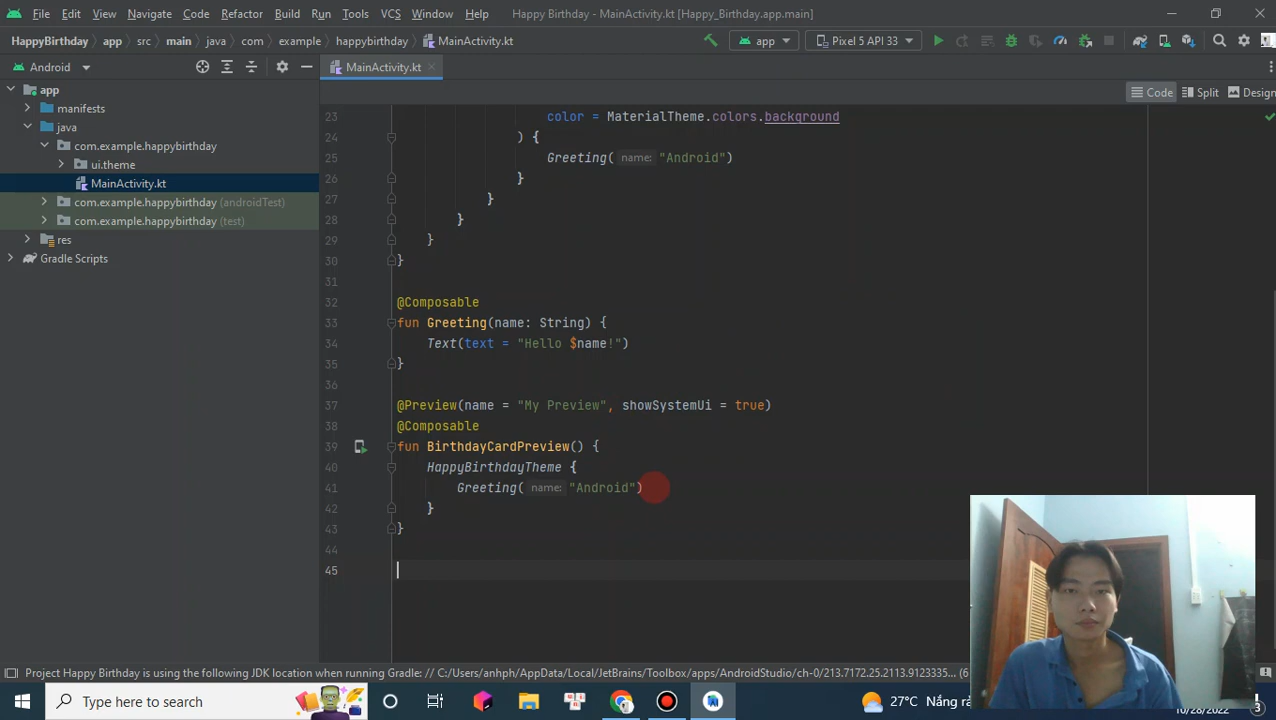 File Edit View Navigate Code Refactor Build Run Tools VCS Window Help Happy Birthday - MainActivity.kt [Happy_Birthday.app.main]
HappyBirthday app src main java com example happybirthday MainActivity.kt app Pixel 5 API 33
Android MainActivity.kt
Code Split Design
app
manifests
java
com.example.happybirthday
ui.theme
MainActivity.kt
com.example.happybirthday (androidTest)
com.example.happybirthday (test)
res
Gradle Scripts
23 color = MaterialTheme.colors.background
24 ) {
25 Greeting( name: "Android")
26 }
27 }
28 }
29 }
30 }
31
32 @Composable
33 fun Greeting(name: String) {
34 Text(text = "Hello $name!")
35 }
36
37 @Preview(name = "My Preview", showSystemUi = true)
38 @Composable
39 fun BirthdayCardPreview() {
40 HappyBirthdayTheme {
41 Greeting( name: "Android")
42 }
43 }
44
45
Project Happy Birthday is using the following JDK location when running Gradle: // C:/Users/anhph/AppData/Local/JetBrains/Toolbox/apps/AndroidStudio/ch-0/213.7172.25.2113.9123335... (6
Type here to search 27°C Nắng rả
10/28/2022 3